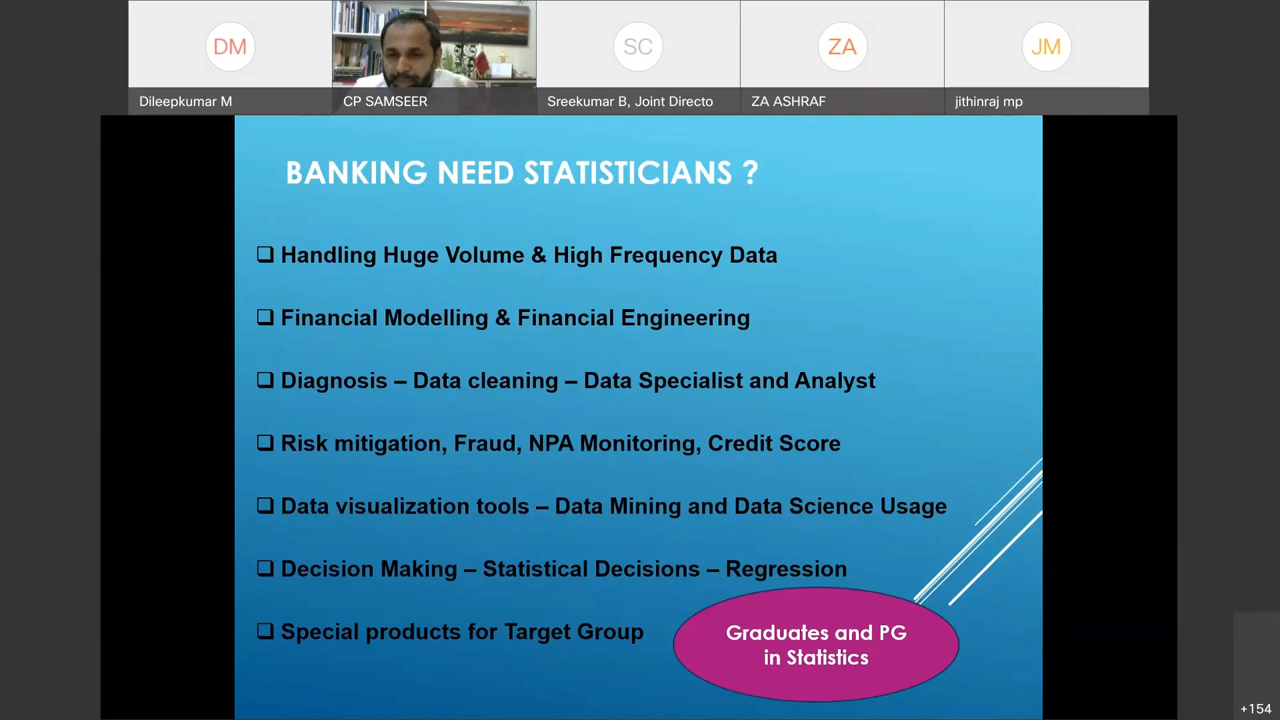 DM
SC
ZA
JM
Dileepkumar M
CP SAMSEER
Sreekumar B, Joint Directo
ZA ASHRAF
jithinraj mp
BANKING NEED STATISTICIANS ?
❑ Handling Huge Volume & High Frequency Data
❑ Financial Modelling & Financial Engineering
❑ Diagnosis – Data cleaning – Data Specialist and Analyst
❑ Risk mitigation, Fraud, NPA Monitoring, Credit Score
❑ Data visualization tools – Data Mining and Data Science Usage
❑ Decision Making – Statistical Decisions – Regression
❑ Special products for Target Group
Graduates and PG
in Statistics
+154